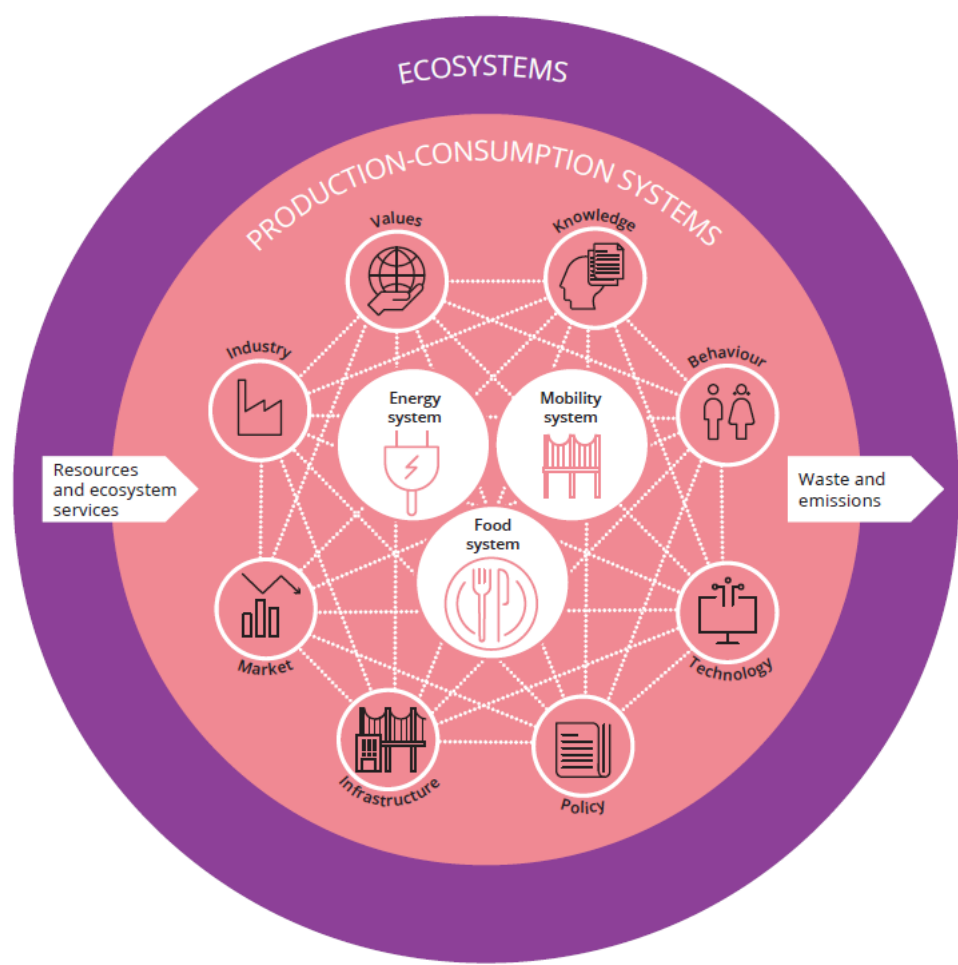 ECOSYSTEMS
PRODUCTION-CONSUMPTION SYSTEMS
Values
Knowledge
Industry
Behaviour
Energy
system
Mobility
system
Resources
and ecosystem
services
Waste and
emissions
Food
system
Market
Technology
Infrastructure
Policy